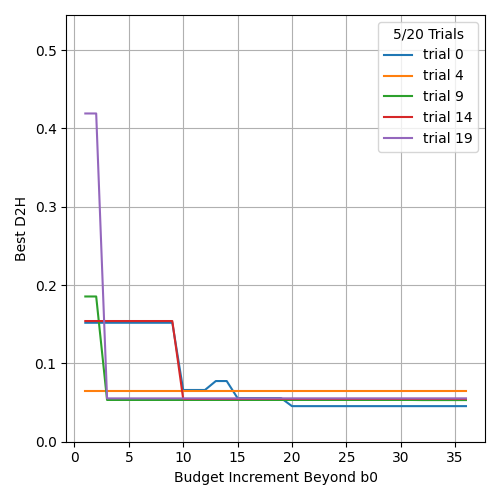 5/20 Trials
trial 0
trial 4
trial 9
trial 14
trial 19
Best D2H
0.5
0.4
0.3
0.2
0.1
0.0
0 5 10 15 20 25 30 35
Budget Increment Beyond b0